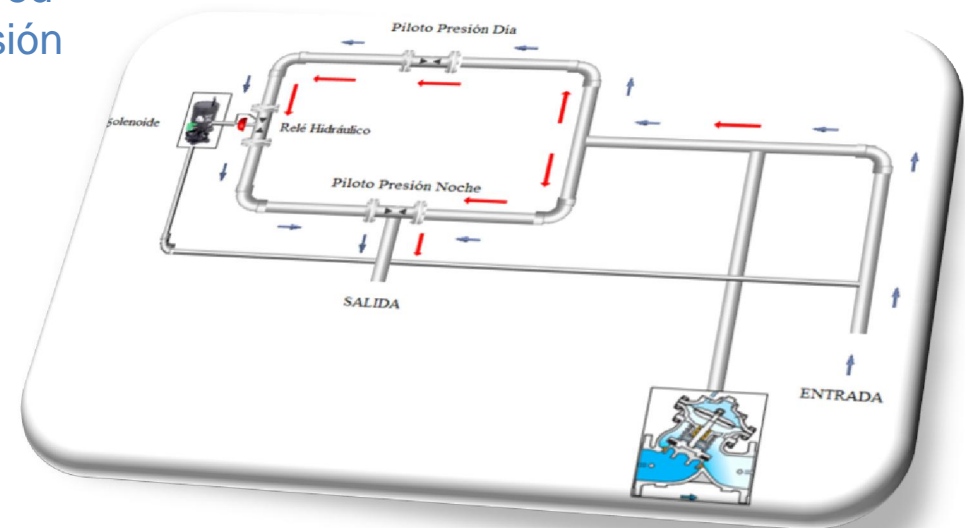 sión
Piloto Presión Día
Solenoide
Relé Hidráulico
Piloto Presión Noche
SALIDA
ENTRADA